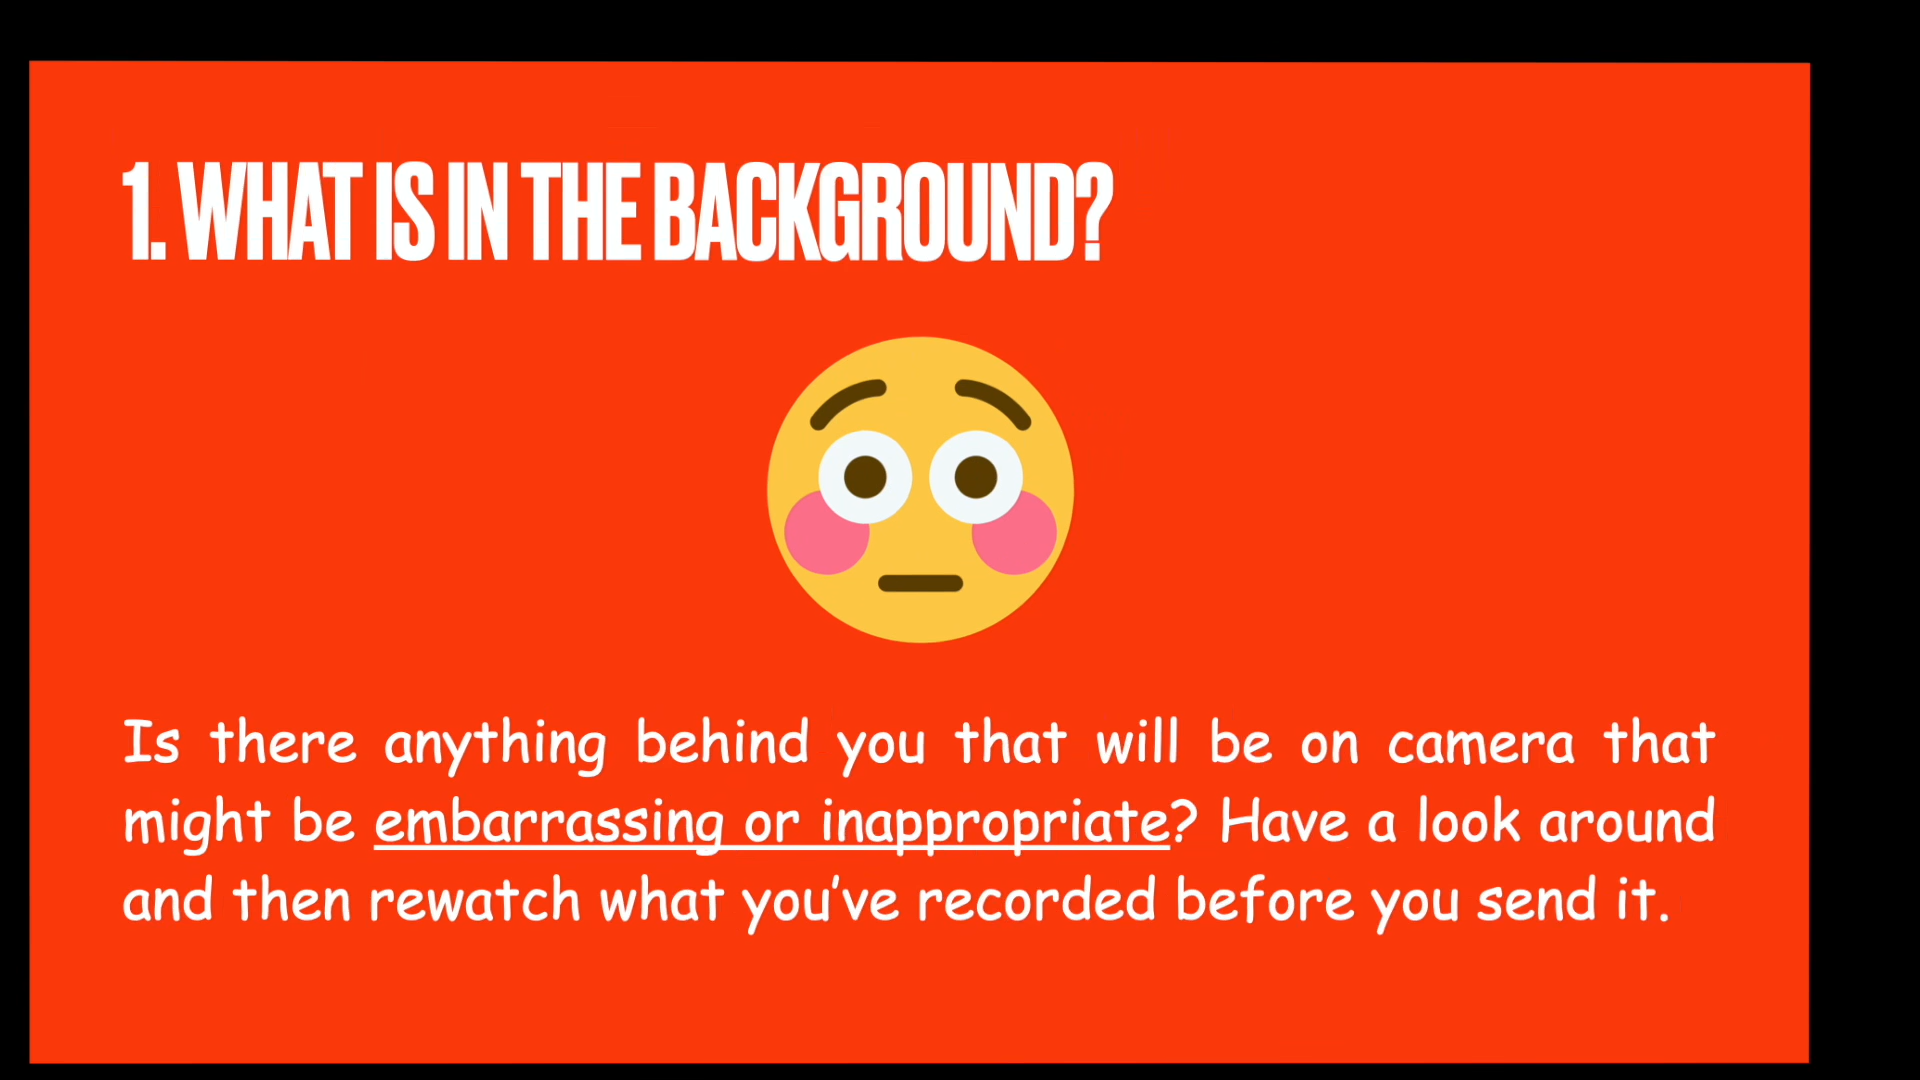 1. WHAT IS IN THE BACKGROUND?
Is there anything behind you that will be on camera that
might be embarrassing or inappropriate? Have a look around
and then rewatch what you've recorded before you send it.